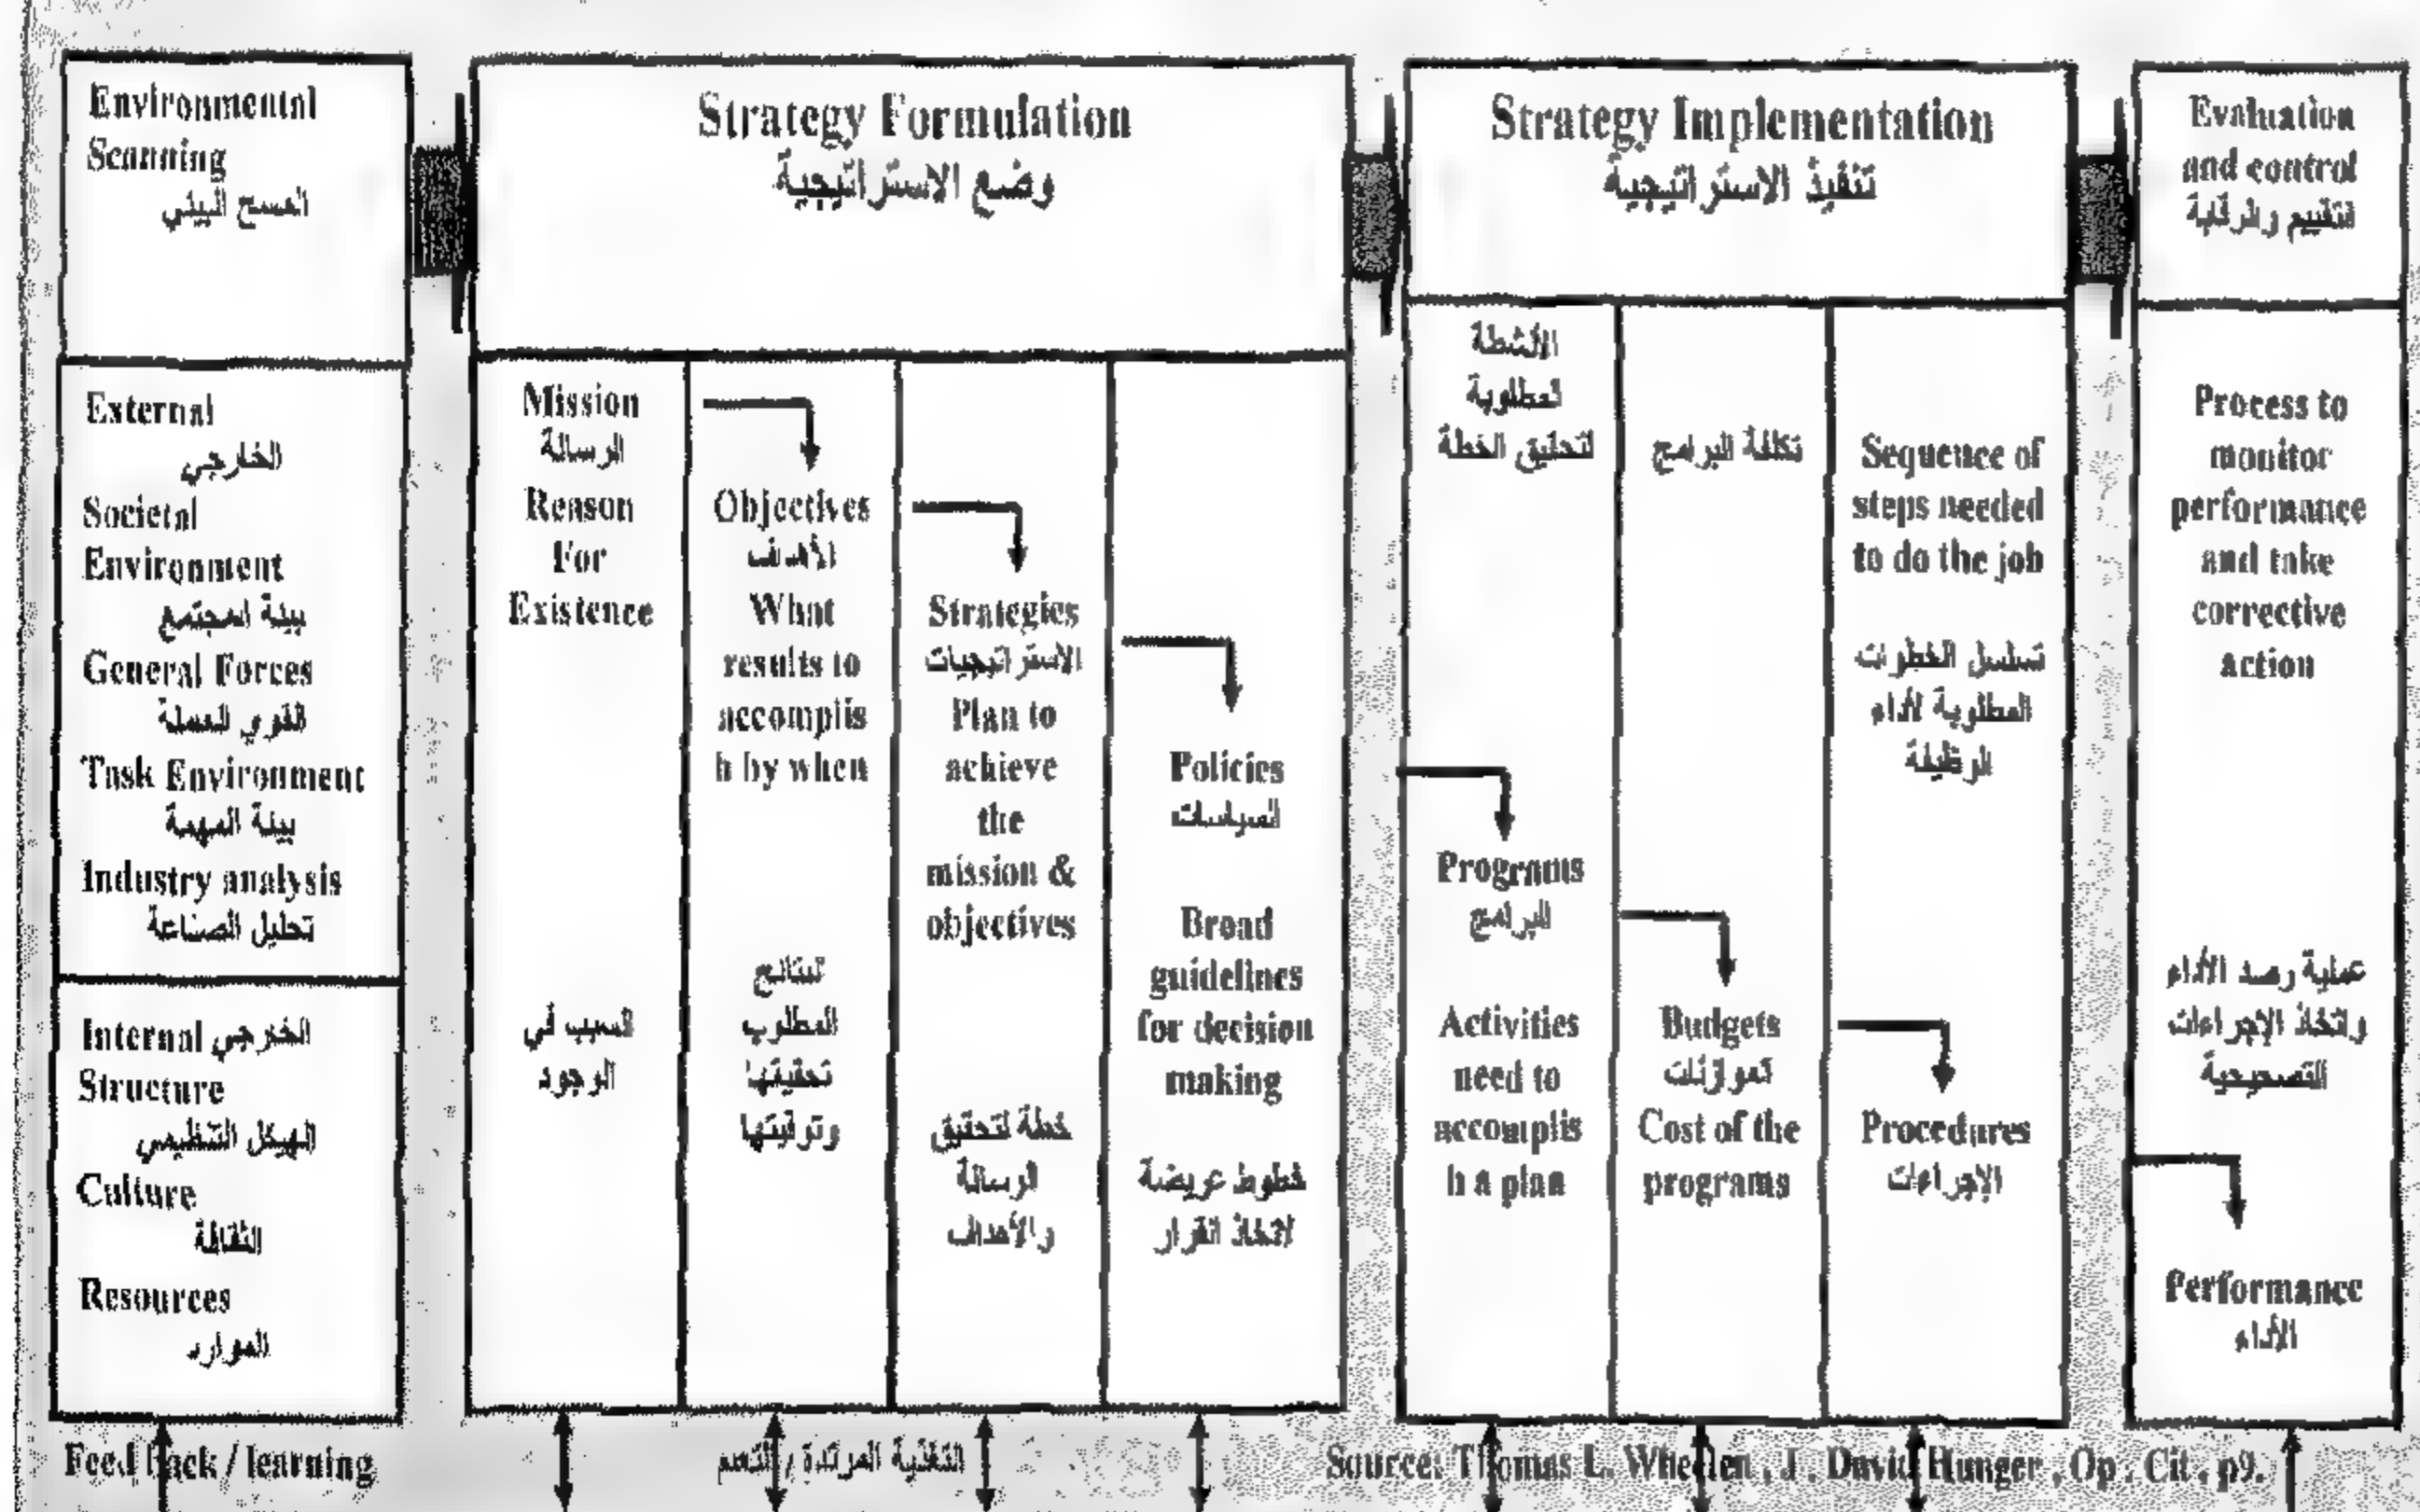 Environmental
Scanning
المسح البيئي
External
الخارجي
Societal
Environment
بيئة المجتمع
General Forces
القوي
Task Environment
بيئة المهمة
Industry analysis
تحليل الصناعة
Internal الخارجي
Structure
الهيكل التنظيمي
Culture
الثقافة
Resources
الموارد
Strategy Formulation
وضع الاستراتيجية
Mission
الرسالة
Reason
For
Existence
السبب في
الوجود
Objectives
الأهداف
What
results to
accomplis
h by when
النتائج
المطلوب
تحقيقها
وتوقيتها
Strategies
الاستراتيجيات
Plan to
achieve
the
mission &
objectives
خطة لتحقيق
الرسالة
والأهداف
Policies
السياسات
Broad
guidelines
for decision
making
خطوط عريضة
لاتخاذ القرار
Strategy Implementation
تنفيذ الاستراتيجية
الأنشطة
المطلوبة
لتحقيق الخطة
Programs
البرامج
Activities
need to
accomplis
h a plan
تكلفة البرامج
Budgets
الموازنات
Cost of the
programs
Sequence of
steps needed
to do the job
تسلسل الخطوات
المطلوبة لأداء
الوظيفة
Procedures
الإجراءات
Evaluation
and control
التقييم والرقابة
Process to
monitor
performance
and take
corrective
action
عملية رصد الأداء
واتخاذ الإجراءات
التصحيحية
Performance
الأداء
Feed back / learning
التغذية المرتدة / التعلم
Source: Thomas L. Wheelen , J . David Hunger , Op . Cit , p9.